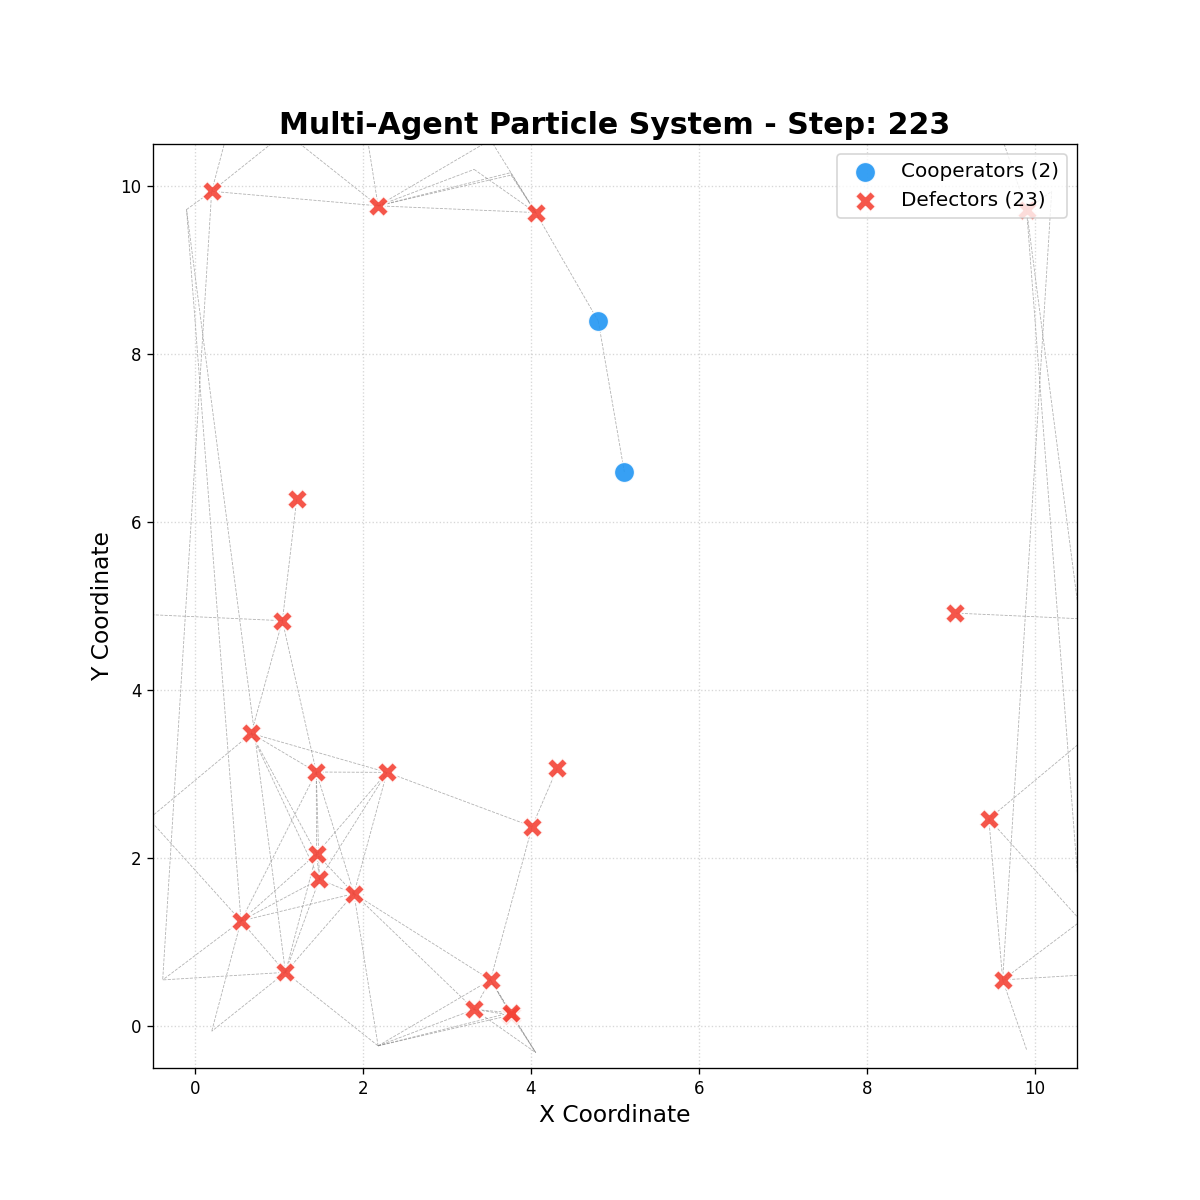 Multi-Agent Particle System - Step: 223
Cooperators (2)
Defectors (23)
Y Coordinate
10
8
6
4
2
0
0 2 4 6 8 10
X Coordinate